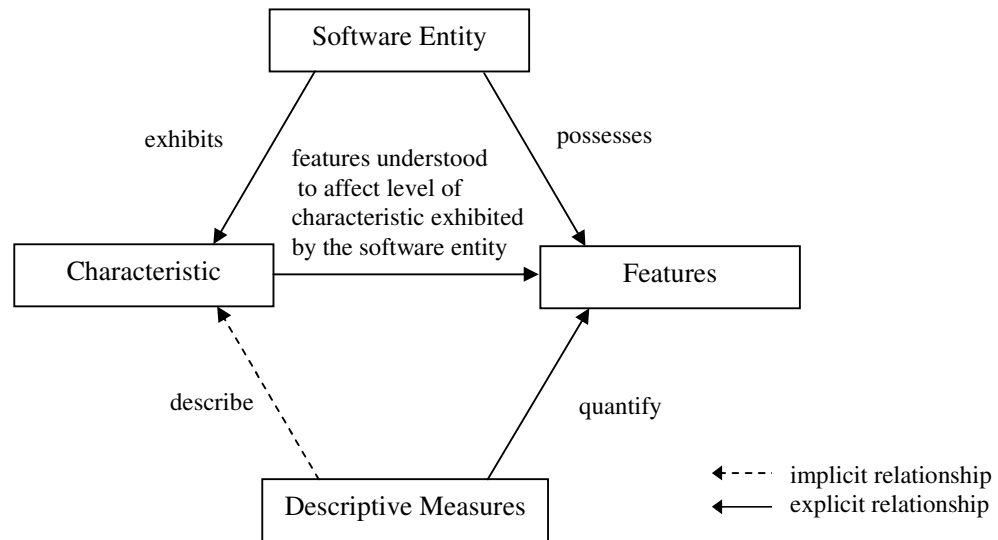 Software Entity
exhibits
possesses
features understood
to affect level of
characteristic exhibited
by the software entity
Characteristic
Features
describe
quantify
Descriptive Measures
implicit relationship
explicit relationship